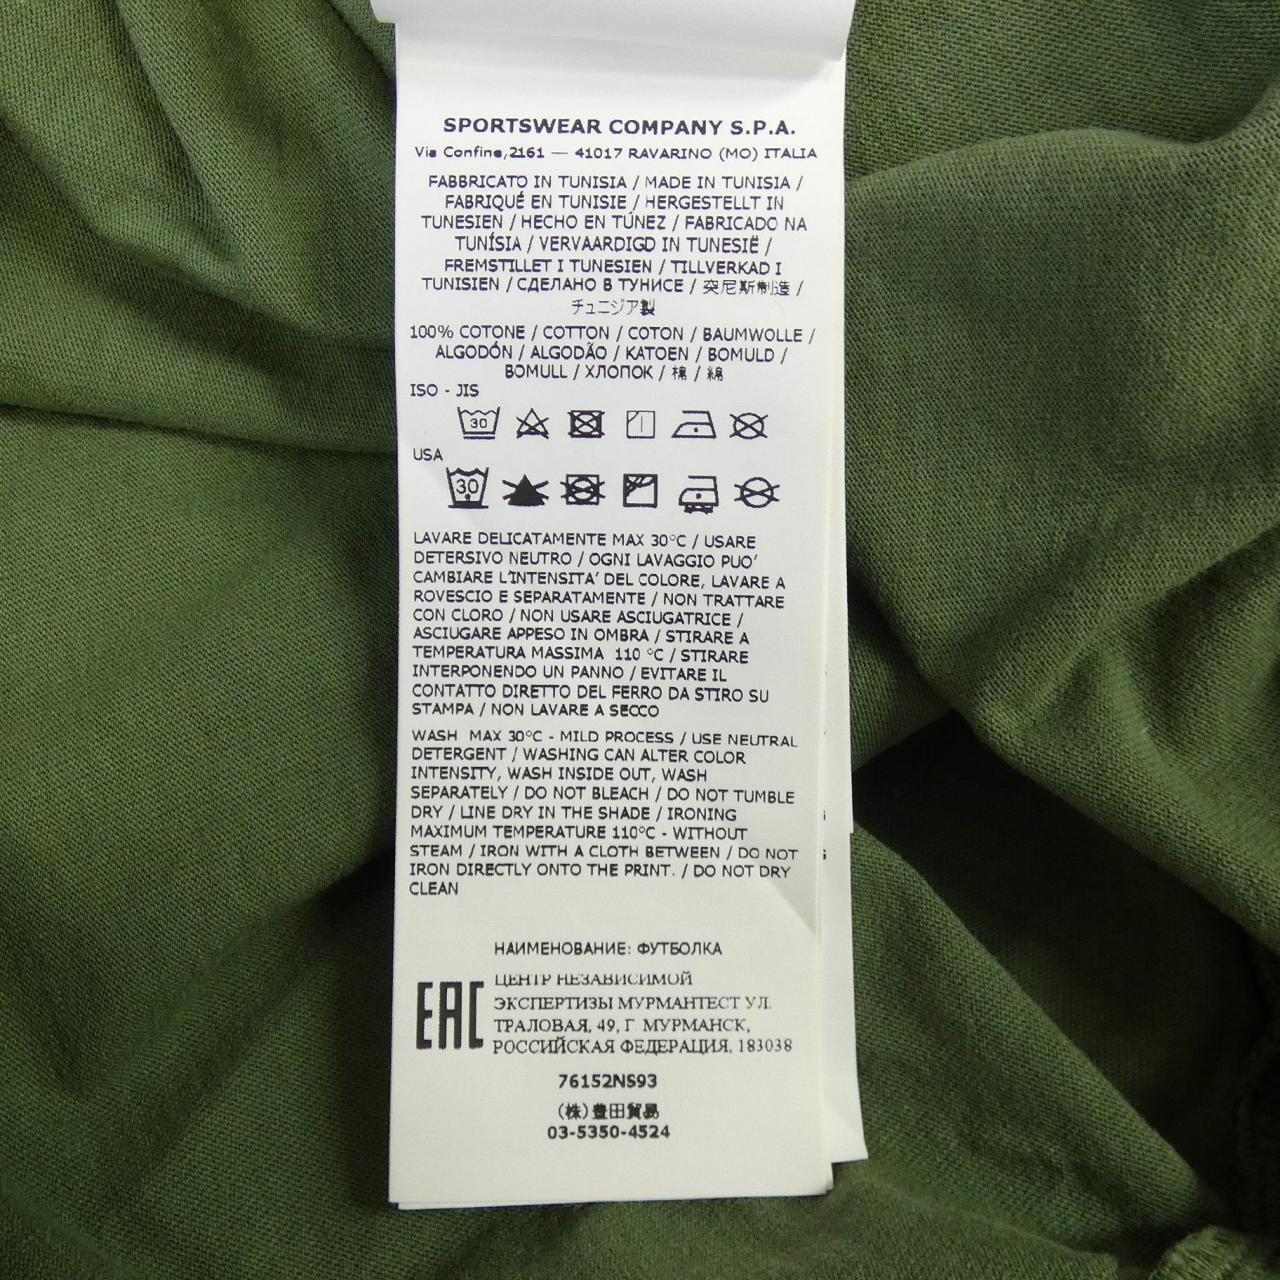 SPORTSWEAR COMPANY S.P.A.
Via Confine,2161 — 41017 RAVARINO (MO) ITALIA
FABBRICATO IN TUNISIA / MADE IN TUNISIA /
FABRIQUÉ EN TUNISIE / HERGESTELLT IN
TUNESIEN / HECHO EN TÚNEZ / FABRICADO NA
TUNÍSIA / VERVAARDIGD IN TUNESIË /
FREMSTILLET I TUNESIEN / TILLVERKAD I
TUNISIEN / СДЕЛАНО В ТУНИСЕ / 突尼斯制造 /
チュニジア製
100% COTONE / COTTON / COTON / BAUMWOLLE /
ALGODÓN / ALGODÃO / KATOEN / BOMULD /
BOMULL / ХЛОПОК / 棉 / 綿
ISO - JIS
30
USA
30
LAVARE DELICATAMENTE MAX 30°C / USARE
DETERSIVO NEUTRO / OGNI LAVAGGIO PUO’
CAMBIARE L’INTENSITA’ DEL COLORE, LAVARE A
ROVESCIO E SEPARATAMENTE / NON TRATTARE
CON CLORO / NON USARE ASCIUGATRICE /
ASCIUGARE APPESO IN OMBRA / STIRARE A
TEMPERATURA MASSIMA 110 °C / STIRARE
INTERPONENDO UN PANNO / EVITARE IL
CONTATTO DIRETTO DEL FERRO DA STIRO SU
STAMPA / NON LAVARE A SECCO
WASH MAX 30°C - MILD PROCESS / USE NEUTRAL
DETERGENT / WASHING CAN ALTER COLOR
INTENSITY, WASH INSIDE OUT, WASH
SEPARATELY / DO NOT BLEACH / DO NOT TUMBLE
DRY / LINE DRY IN THE SHADE / IRONING
MAXIMUM TEMPERATURE 110°C - WITHOUT
STEAM / IRON WITH A CLOTH BETWEEN / DO NOT
IRON DIRECTLY ONTO THE PRINT. / DO NOT DRY
CLEAN
НАИМЕНОВАНИЕ: ФУТБОЛКА
EAC
ЦЕНТР НЕЗАВИСИМОЙ
ЭКСПЕРТИЗЫ МУРМАНТЕСТ УЛ.
ТРАЛОВАЯ, 49, Г. МУРМАНСК,
РОССИЙСКАЯ ФЕДЕРАЦИЯ, 183038
76152NS93
(株)豊田貿易
03-5350-4524